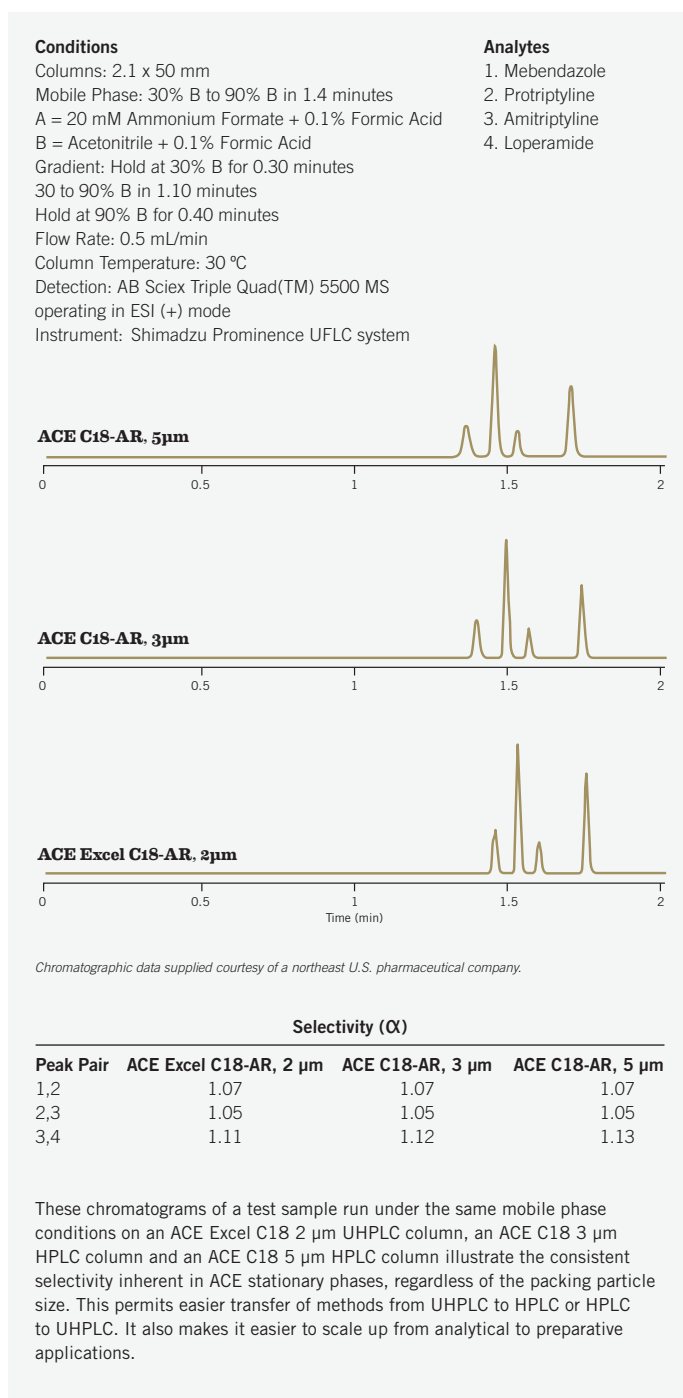 Conditions
Columns: 2.1 x 50 mm
Mobile Phase: 30% B to 90% B in 1.4 minutes
A = 20 mM Ammonium Formate + 0.1% Formic Acid
B = Acetonitrile + 0.1% Formic Acid
Gradient: Hold at 30% B for 0.30 minutes
30 to 90% B in 1.10 minutes
Hold at 90% B for 0.40 minutes
Flow Rate: 0.5 mL/min
Column Temperature: 30 ºC
Detection: AB Sciex Triple Quad(TM) 5500 MS
operating in ESI (+) mode
Instrument: Shimadzu Prominence UFLC system
Analytes
1. Mebendazole
2. Protriptyline
3. Amitriptyline
4. Loperamide
ACE C18-AR, 5µm
0 0.5 1 1.5 2
ACE C18-AR, 3µm
0 0.5 1 1.5 2
ACE Excel C18-AR, 2µm
0 0.5 1 1.5 2
Time (min)
Chromatographic data supplied courtesy of a northeast U.S. pharmaceutical company.
Selectivity (α)
Peak Pair ACE Excel C18-AR, 2 µm ACE C18-AR, 3 µm ACE C18-AR, 5 µm
1,2 1.07 1.07 1.07
2,3 1.05 1.05 1.05
3,4 1.11 1.12 1.13
These chromatograms of a test sample run under the same mobile phase
conditions on an ACE Excel C18 2 µm UHPLC column, an ACE C18 3 µm
HPLC column and an ACE C18 5 µm HPLC column illustrate the consistent
selectivity inherent in ACE stationary phases, regardless of the packing particle
size. This permits easier transfer of methods from UHPLC to HPLC or HPLC
to UHPLC. It also makes it easier to scale up from analytical to preparative
applications.